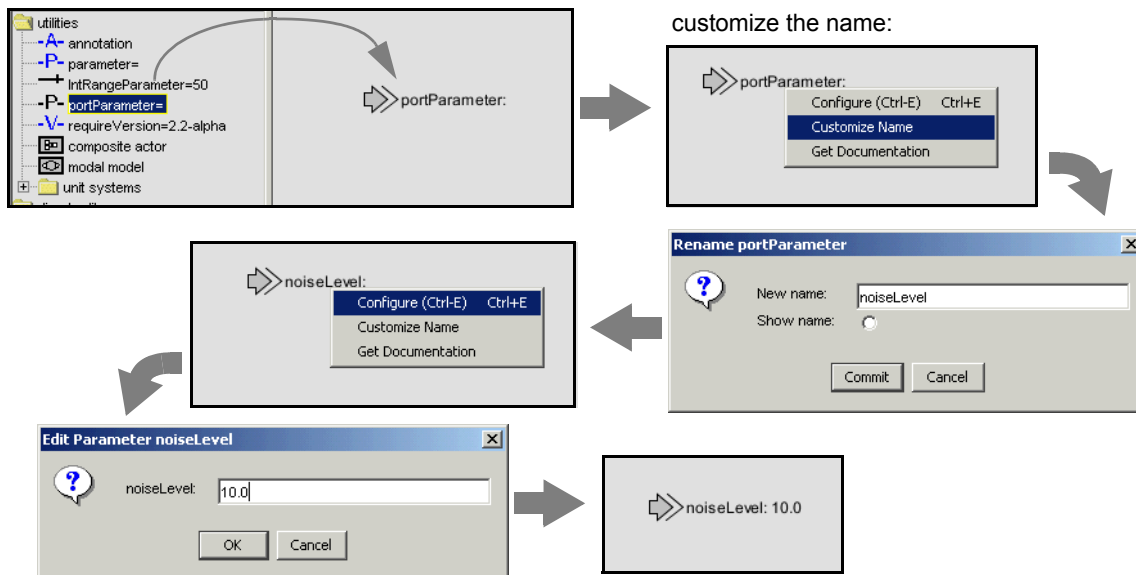 utilities
-A- annotation
-P- parameter=
IntRangeParameter=50
-P- portParameter=
-V- requireVersion=2.2-alpha
composite actor
modal model
unit systems
portParameter:
customize the name:
portParameter:
Configure (Ctrl-E) Ctrl+E
Customize Name
Get Documentation
Rename portParameter
New name: noiseLevel
Show name:
Commit Cancel
noiseLevel:
Configure (Ctrl-E) Ctrl+E
Customize Name
Get Documentation
Edit Parameter noiseLevel
noiseLevel: 10.0
OK Cancel
noiseLevel: 10.0